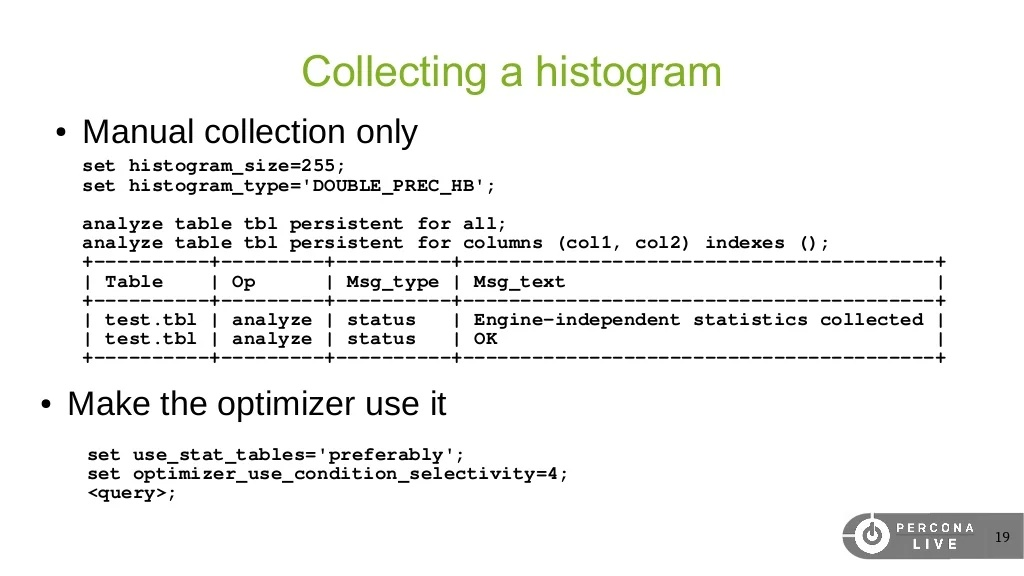 Collecting a histogram
• Manual collection only
set histogram_size=255;
set histogram_type='DOUBLE_PREC_HB';
analyze table tbl persistent for all;
analyze table tbl persistent for columns (col1, col2) indexes ();
+----------+---------+----------+-----------------------------------------+
| Table    | Op      | Msg_type | Msg_text                                |
+----------+---------+----------+-----------------------------------------+
| test.tbl | analyze | status   | Engine-independent statistics collected |
| test.tbl | analyze | status   | OK                                      |
+----------+---------+----------+-----------------------------------------+
• Make the optimizer use it
set use_stat_tables='preferably';
set optimizer_use_condition_selectivity=4;
<query>;
PERCONA
LIVE
19